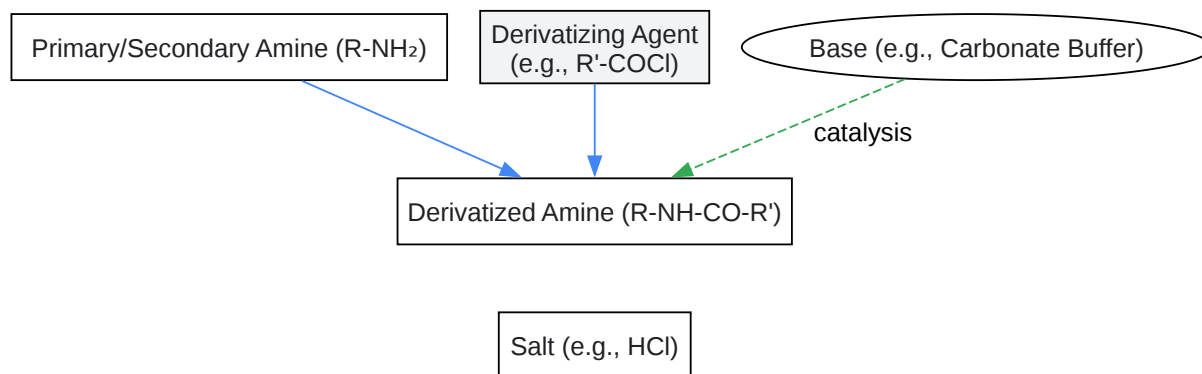 Primary/Secondary Amine (R-NH₂)
Derivatizing Agent
(e.g., R'-COCl)
Base (e.g., Carbonate Buffer)
catalysis
Derivatized Amine (R-NH-CO-R')
Salt (e.g., HCl)